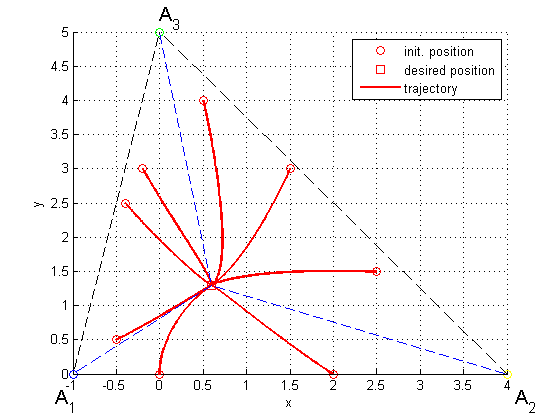 A3
5
4.5
4
3.5
3
2.5
2
1.5
1
0.5
0
y
init. position
desired position
trajectory
-1 -0.5 0 0.5 1 1.5 2 2.5 3 3.5 4
A1 x A2